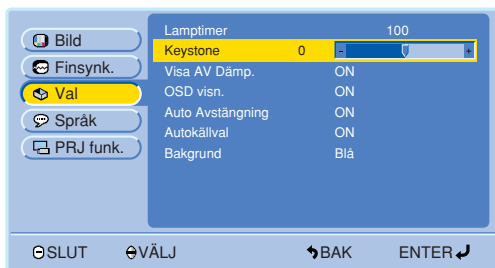 Bild
Finsynk.
Val
Språk
PRJ funk.
Lamptimer 100
Keystone 0 - +
Visa AV Dämp. ON
OSD visn. ON
Auto Avstängning ON
Autokällval ON
Bakgrund Blå
SLUT VÄLJ BAK ENTER